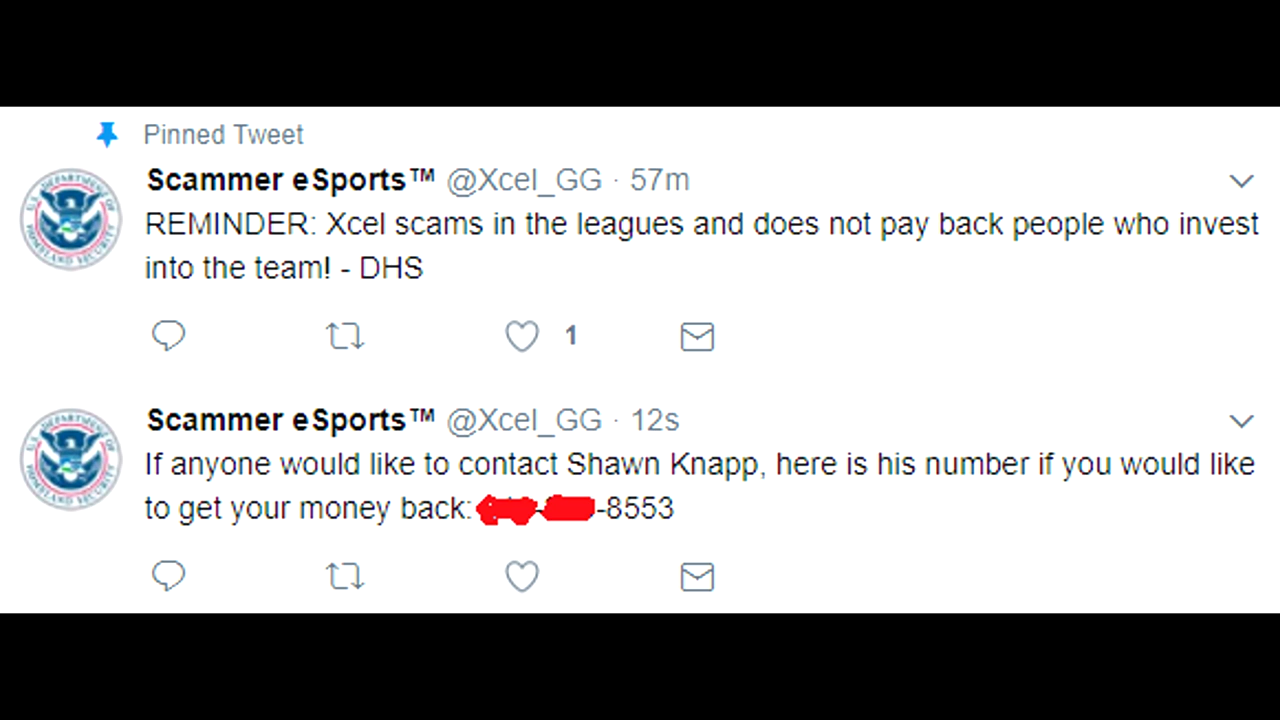 Pinned Tweet
Scammer eSports™ @Xcel_GG · 57m
REMINDER: Xcel scams in the leagues and does not pay back people who invest
into the team! - DHS
1
Scammer eSports™ @Xcel_GG · 12s
If anyone would like to contact Shawn Knapp, here is his number if you would like
to get your money back: -8553